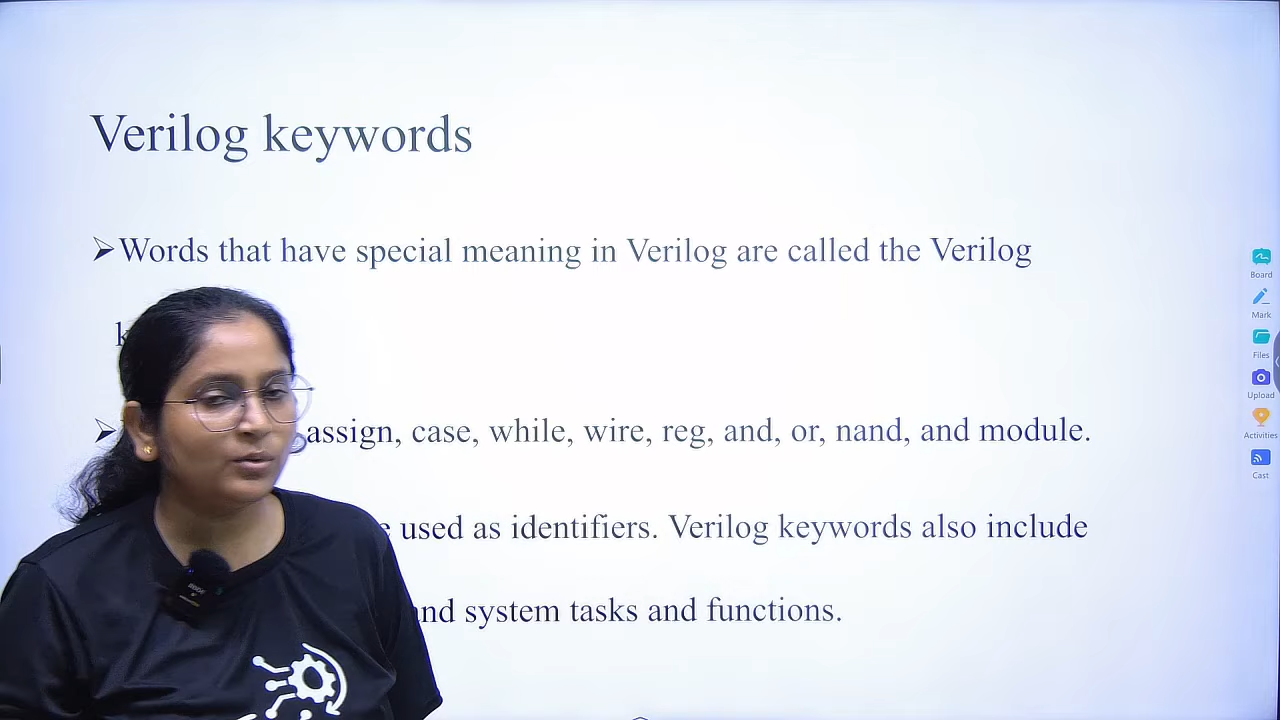 Verilog keywords
➢Words that have special meaning in Verilog are called the Verilog
➢ assign, case, while, wire, reg, and, or, nand, and module.
used as identifiers. Verilog keywords also include
and system tasks and functions.
Board
Mark
Files
Upload
Activities
Cast